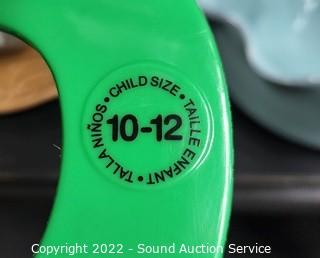 • CHILD SIZE •
TAILLE ENFANT •
TALLA NIÑOS
10-12
Copyright 2022 - Sound Auction Service